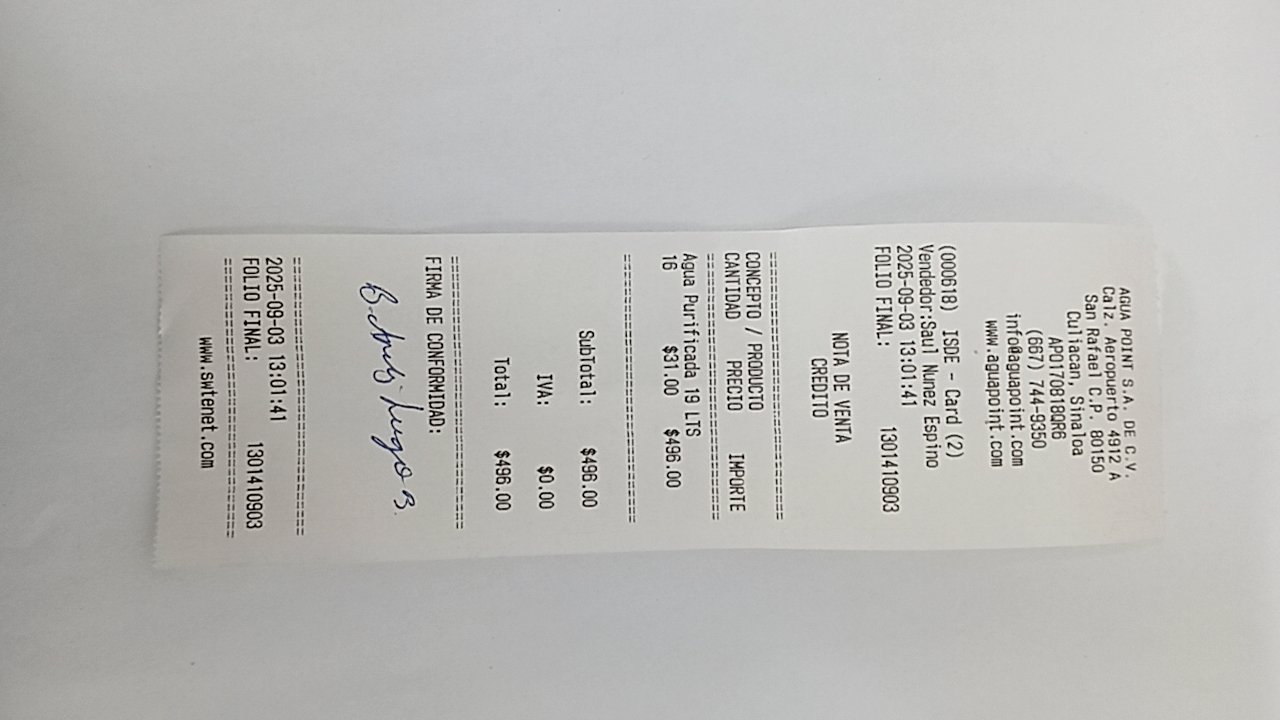 AGUA POINT S.A. DE C.V.
Calz. Aeropuerto 4912 A
San Rafael C.P. 80150
Culiacan, Sinaloa
APO170818QR6
(667) 744-9350
info@aguapoint.com
www.aguapoint.com
(000618) ISDE - Card (2)
Vendedor:Saul Nunez Espino
2025-09-03 13:01:41
FOLIO FINAL: 1301410903
NOTA DE VENTA
CREDITO
CONCEPTO / PRODUCTO
CANTIDAD PRECIO IMPORTE
Agua Purificada 19 LTS
16 $31.00 $496.00
SubTotal: $496.00
IVA: $0.00
Total: $496.00
FIRMA DE CONFORMIDAD:
Lugo B.
2025-09-03 13:01:41
FOLIO FINAL: 1301410903
www.swtenet.com